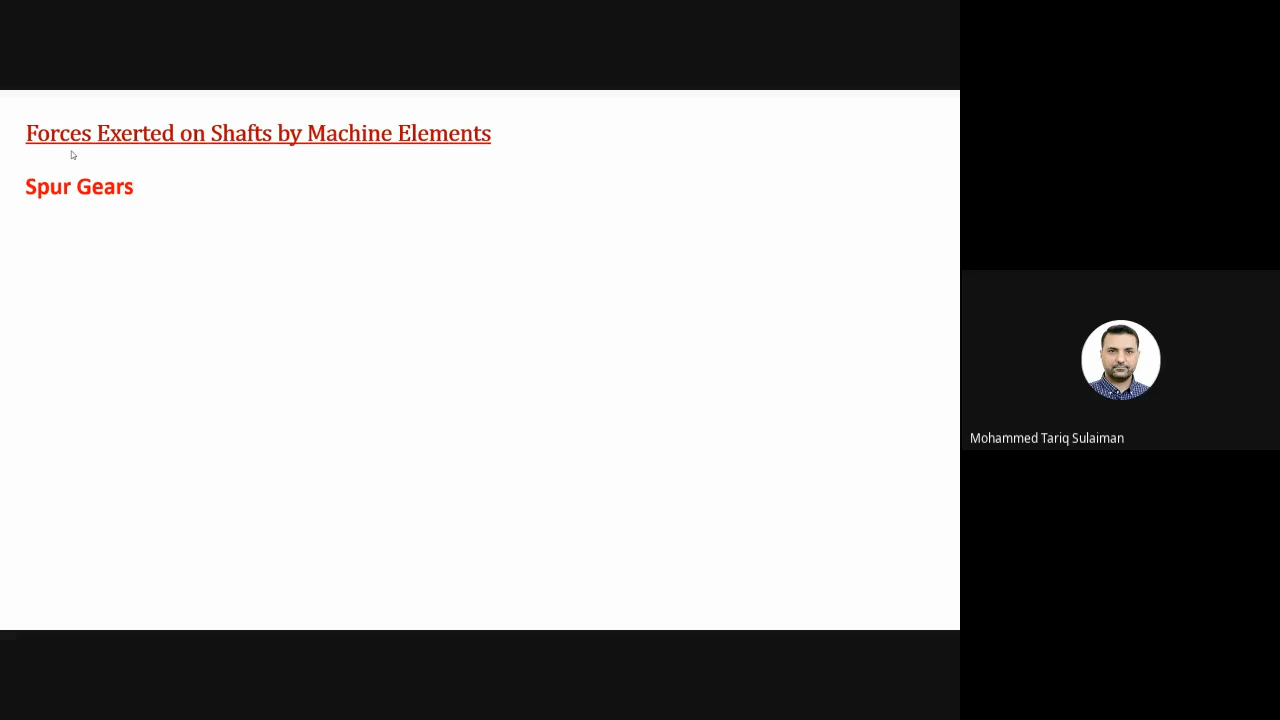 Forces Exerted on Shafts by Machine Elements
Spur Gears
Mohammed Tariq Sulaiman